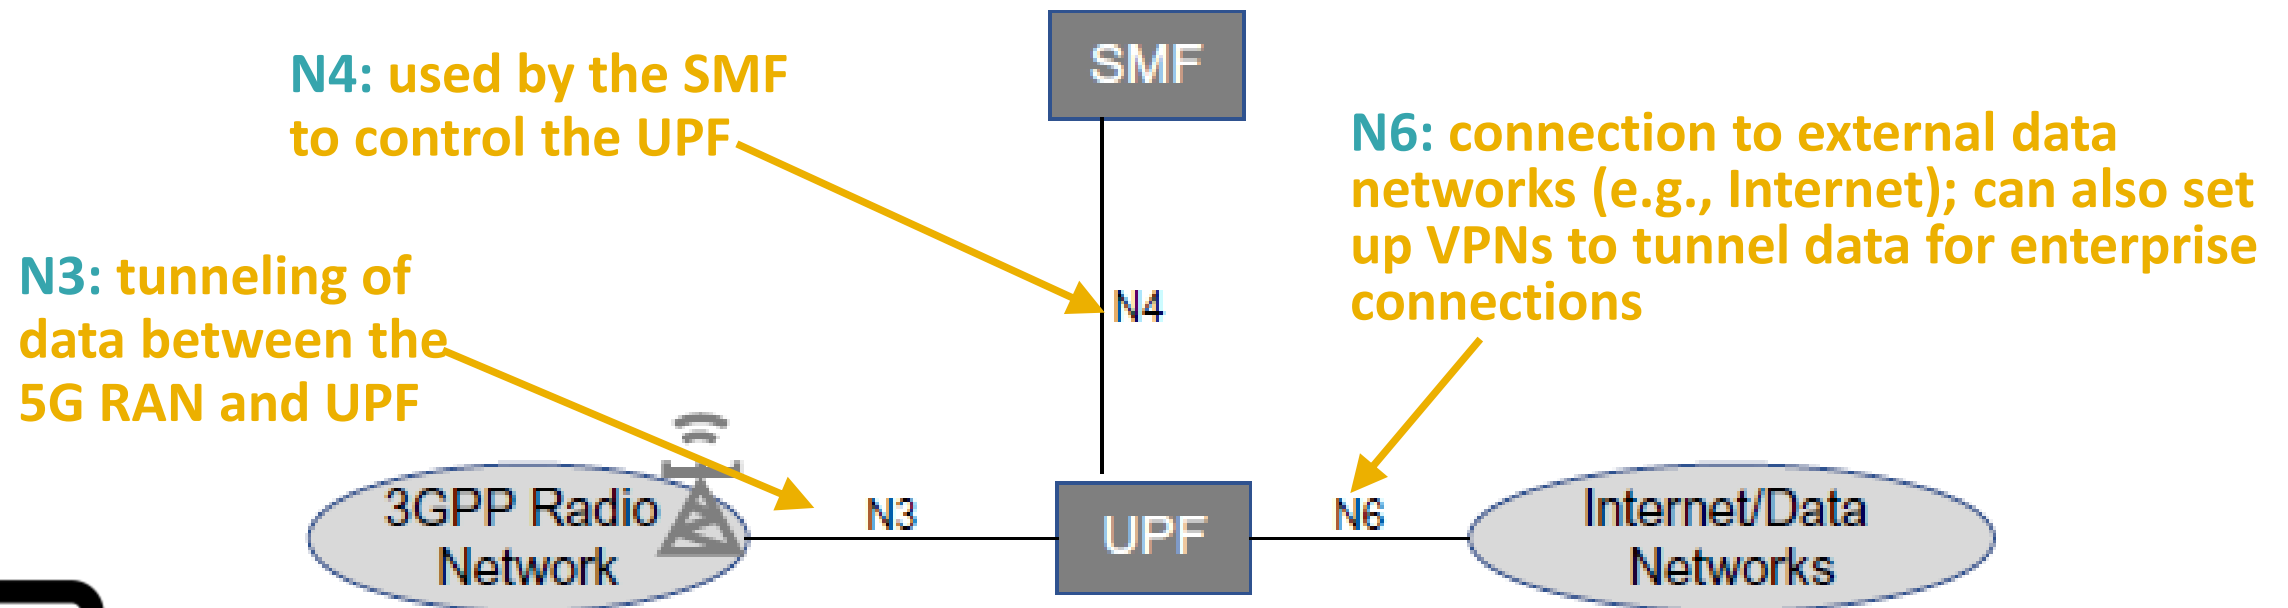 SMF
N4: used by the SMF
to control the UPF
N6: connection to external data
networks (e.g., Internet); can also set
up VPNs to tunnel data for enterprise
connections
N3: tunneling of
data between the
5G RAN and UPF
N4
3GPP Radio
Network
N3
UPF
N6
Internet/Data
Networks